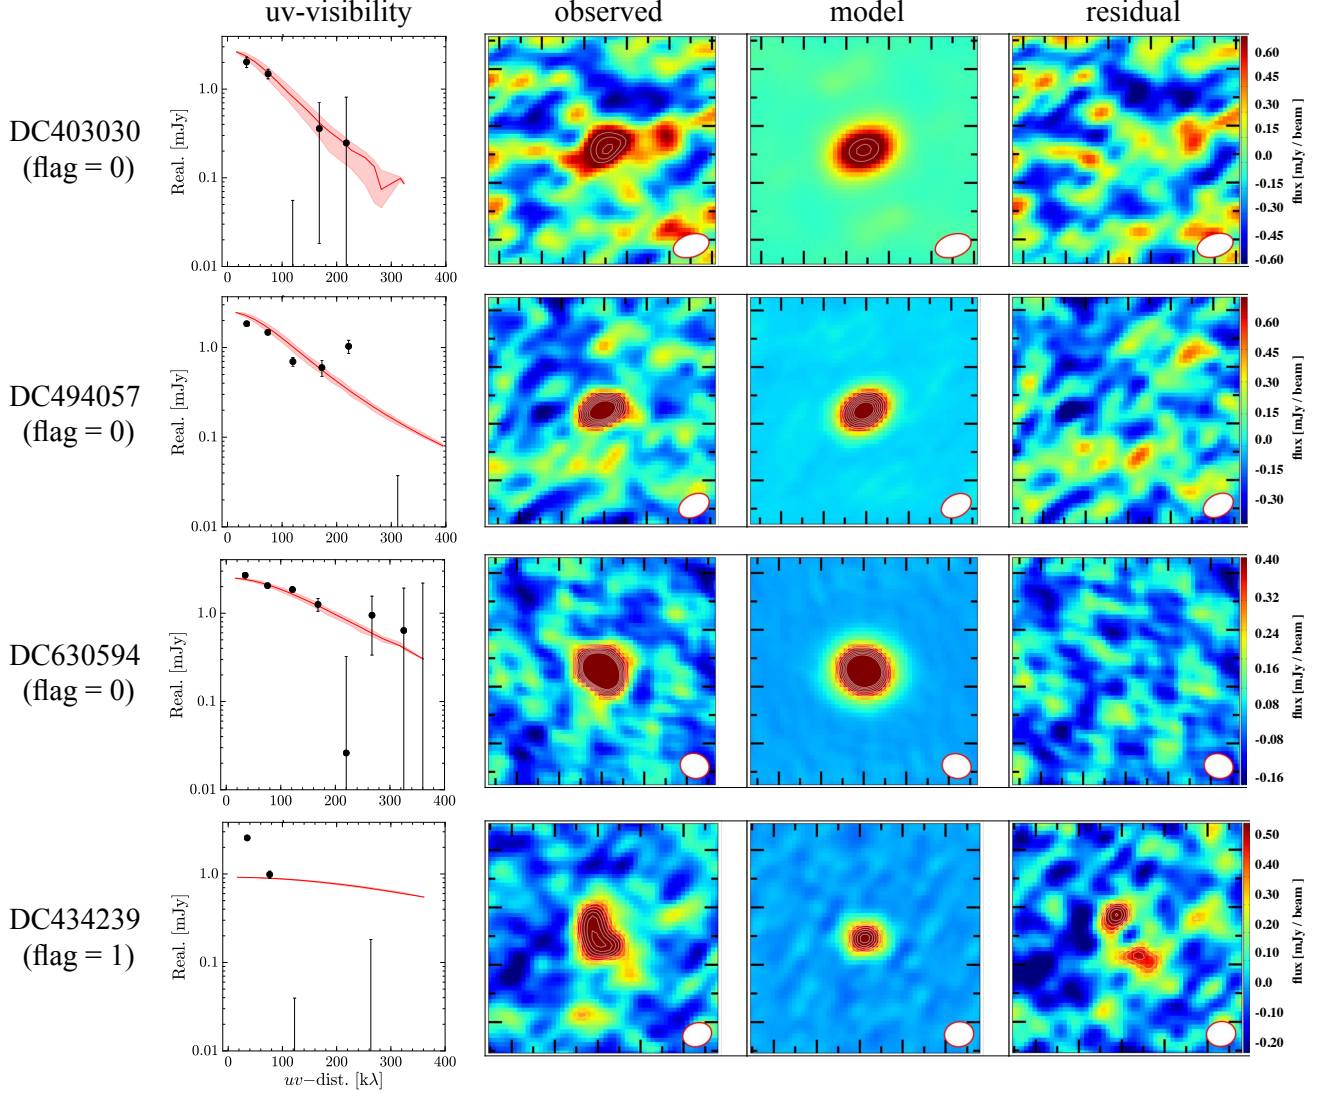 uv-visibility observed model residual
DC403030
(flag = 0)
Real. [mJy]
1.0
0.1
0.01
0 100 200 300 400
0.60
0.45
0.30
0.15
0.0
-0.15
-0.30
-0.45
-0.60
flux [mJy / beam ]
DC494057
(flag = 0)
Real. [mJy]
1.0
0.1
0.01
0 100 200 300 400
0.60
0.45
0.30
0.15
0.0
-0.15
-0.30
flux [mJy / beam ]
DC630594
(flag = 0)
Real. [mJy]
1.0
0.1
0.01
0 100 200 300 400
0.40
0.32
0.24
0.16
0.08
-0.08
-0.16
flux [mJy / beam ]
DC434239
(flag = 1)
Real. [mJy]
1.0
0.1
0.01
0 100 200 300 400
uv−dist. [kλ]
0.50
0.40
0.30
0.20
0.10
0.0
-0.10
-0.20
flux [mJy / beam ]